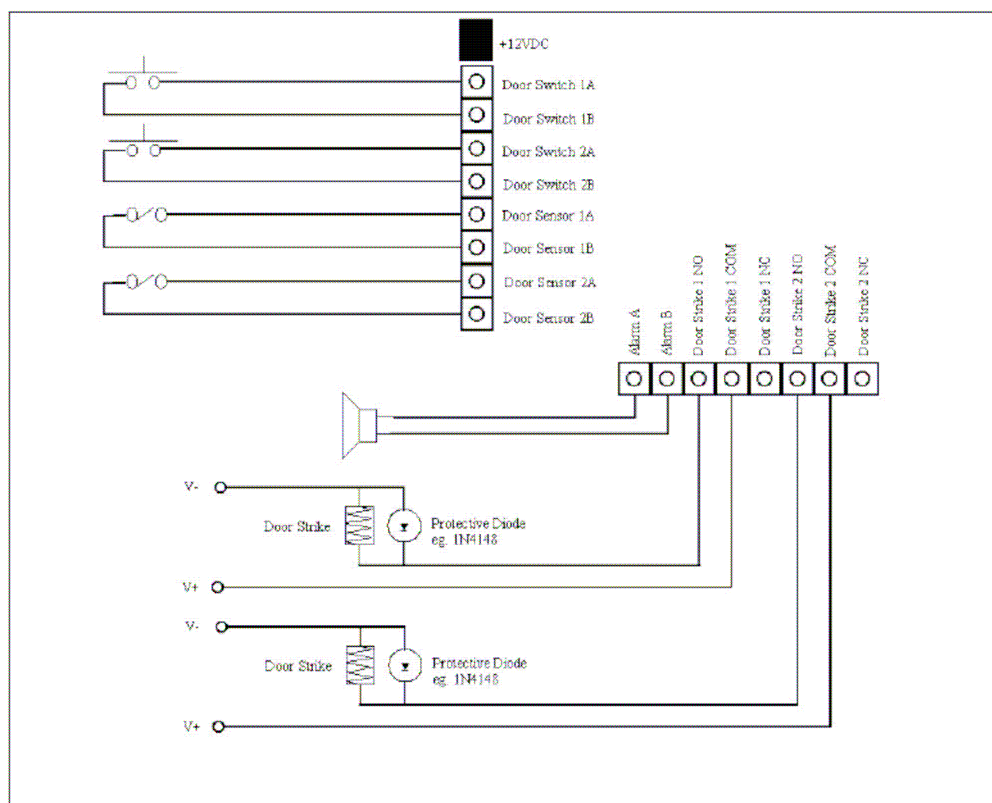 +12VDC
Door Switch 1A
Door Switch 1B
Door Switch 2A
Door Switch 2B
Door Sensor 1A
Door Sensor 1B
Door Sensor 2A
Door Sensor 2B
Alarm A
Alarm B
Door Strike 1 NO
Door Strike 1 COM
Door Strike 1 NC
Door Strike 2 NO
Door Strike 2 COM
Door Strike 2 NC
V-
Door Strike
Protective Diode
eg. 1N4148
V+
V-
Door Strike
Protective Diode
eg. 1N4148
V+